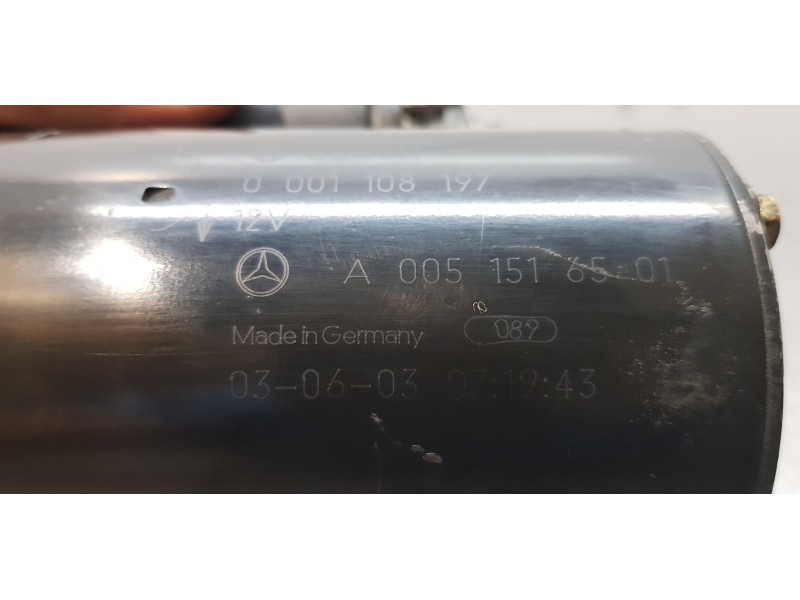 0 001 108 197
12V
A 005 151 65 01
Made in Germany 089
03-06-03 07:19:43